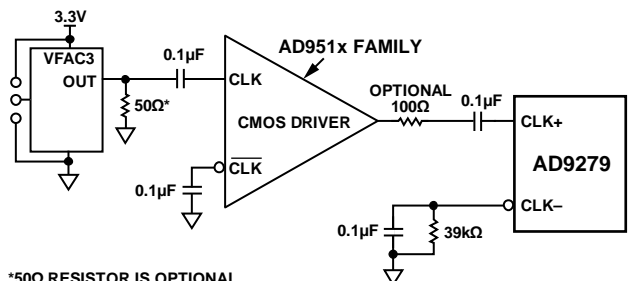 3.3V
VFAC3
OUT
50Ω*
0.1µF
AD951x FAMILY
CLK
CMOS DRIVER
CLK
0.1µF
OPTIONAL
100Ω
0.1µF
CLK+
AD9279
CLK–
0.1µF
39kΩ
*50Ω RESISTOR IS OPTIONAL